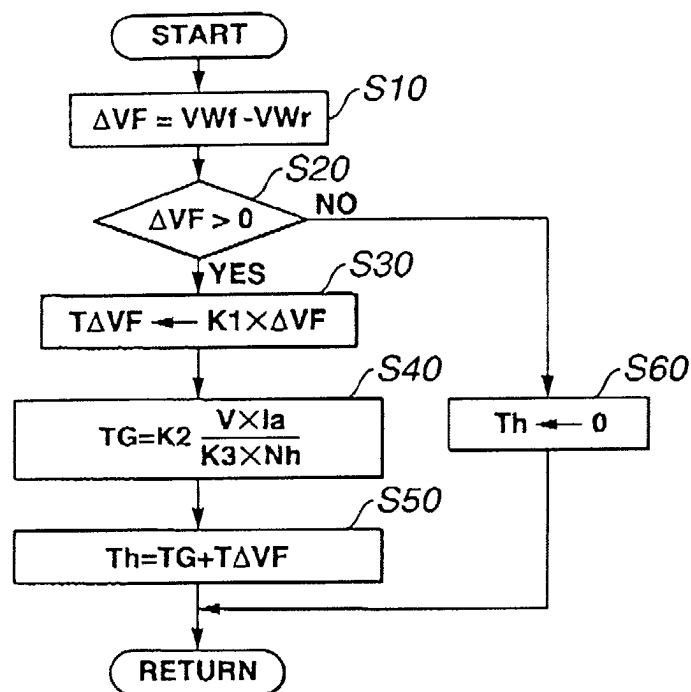 START
S10
ΔVF = VWf -VWr
S20
ΔVF > 0
NO
YES
S30
TΔVF ← K1×ΔVF
S40
TG=K2 V×Ia
K3×Nh
S60
Th ← 0
S50
Th=TG+TΔVF
RETURN